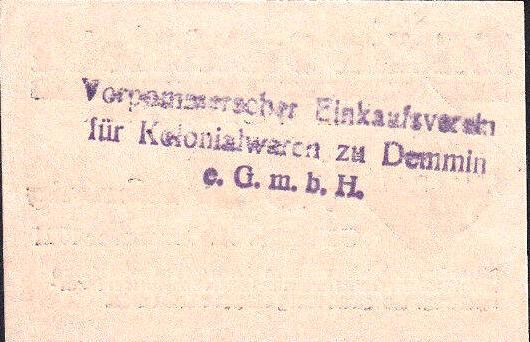 Vorpommerscher Einkaufsverein
für Kolonialwaren zu Demmin
e. G. m. b. H.